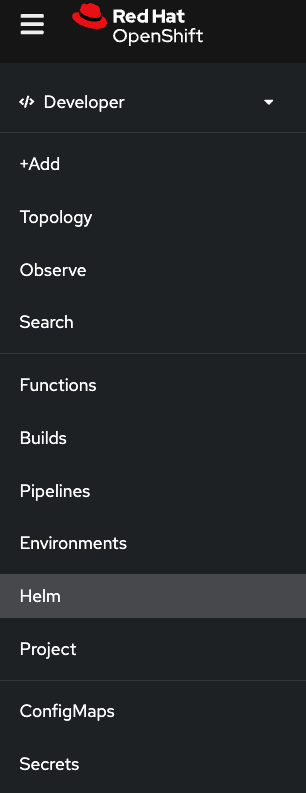 Red Hat
OpenShift
Developer
+Add
Topology
Observe
Search
Functions
Builds
Pipelines
Environments
Helm
Project
ConfigMaps
Secrets